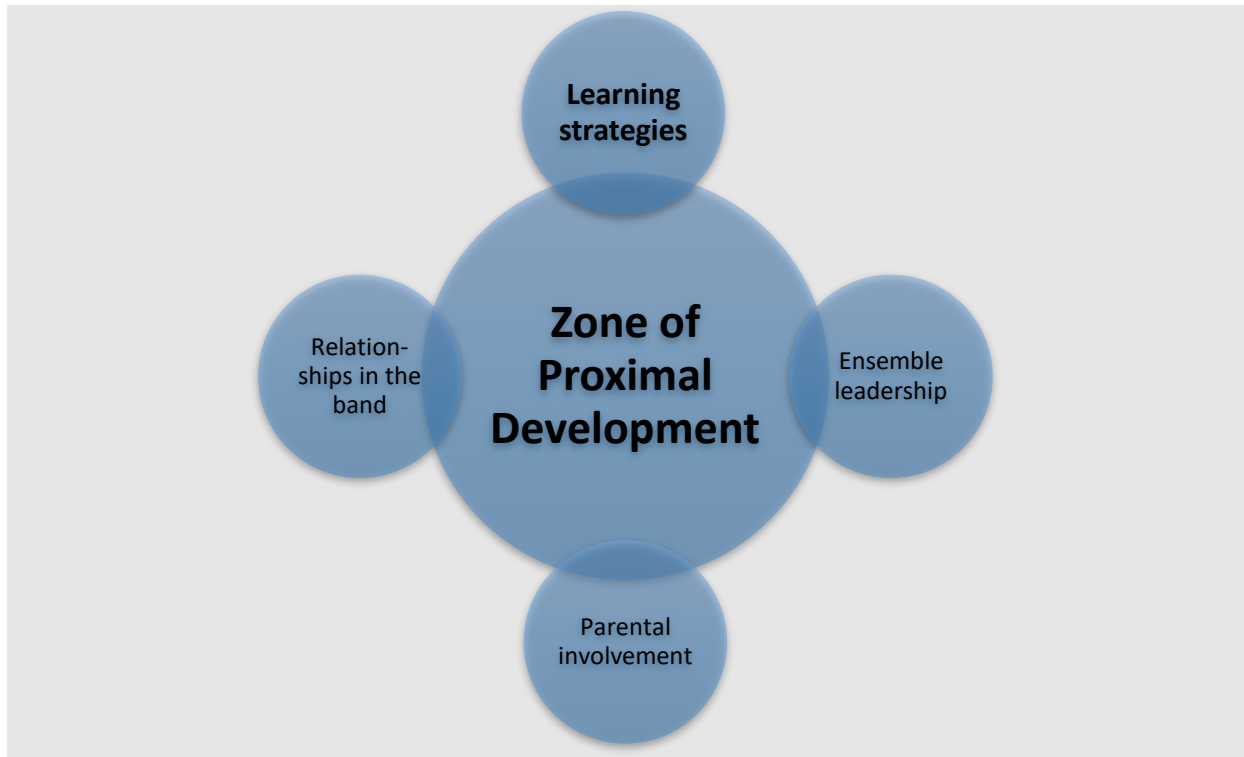 Learning
strategies
Relation-
ships in the
band
Zone of
Proximal
Development
Ensemble
leadership
Parental
involvement